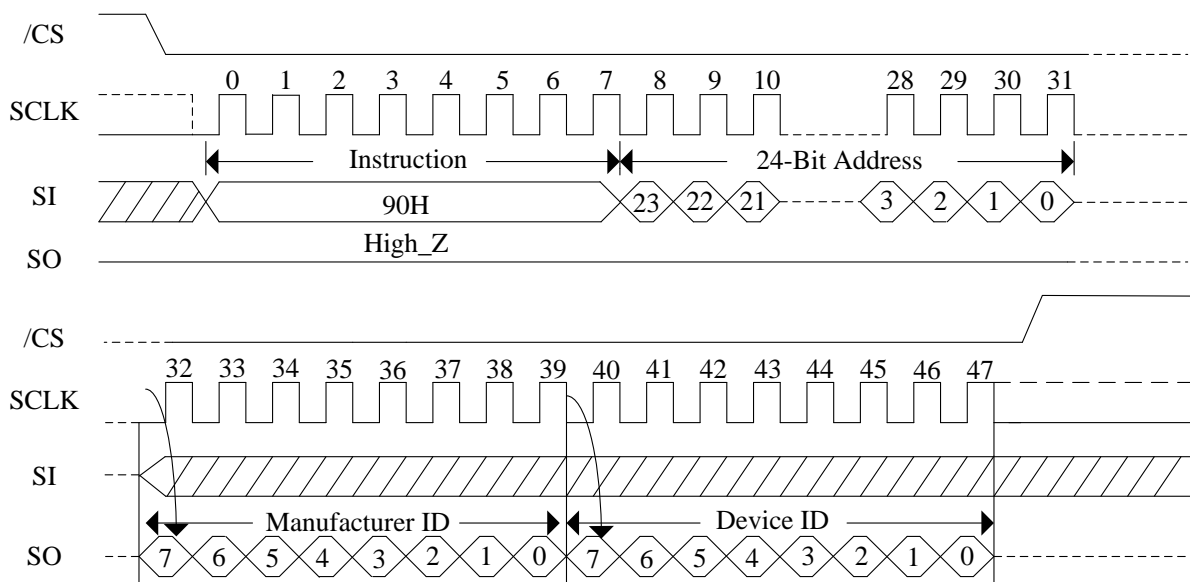 /CS
0 1 2 3 4 5 6 7 8 9 10 28 29 30 31
SCLK
Instruction 24-Bit Address
SI 90H 23 22 21 3 2 1 0
High_Z
SO
/CS
32 33 34 35 36 37 38 39 40 41 42 43 44 45 46 47
SCLK
SI
Manufacturer ID Device ID
SO 7 6 5 4 3 2 1 0 7 6 5 4 3 2 1 0